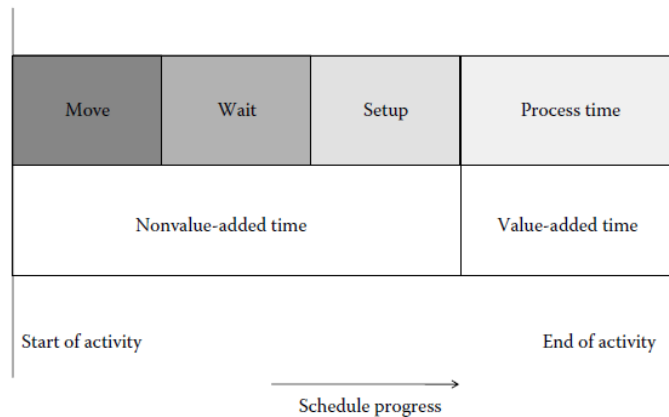 Move
Wait
Setup
Process time
Nonvalue-added time
Value-added time
Start of activity
End of activity
Schedule progress